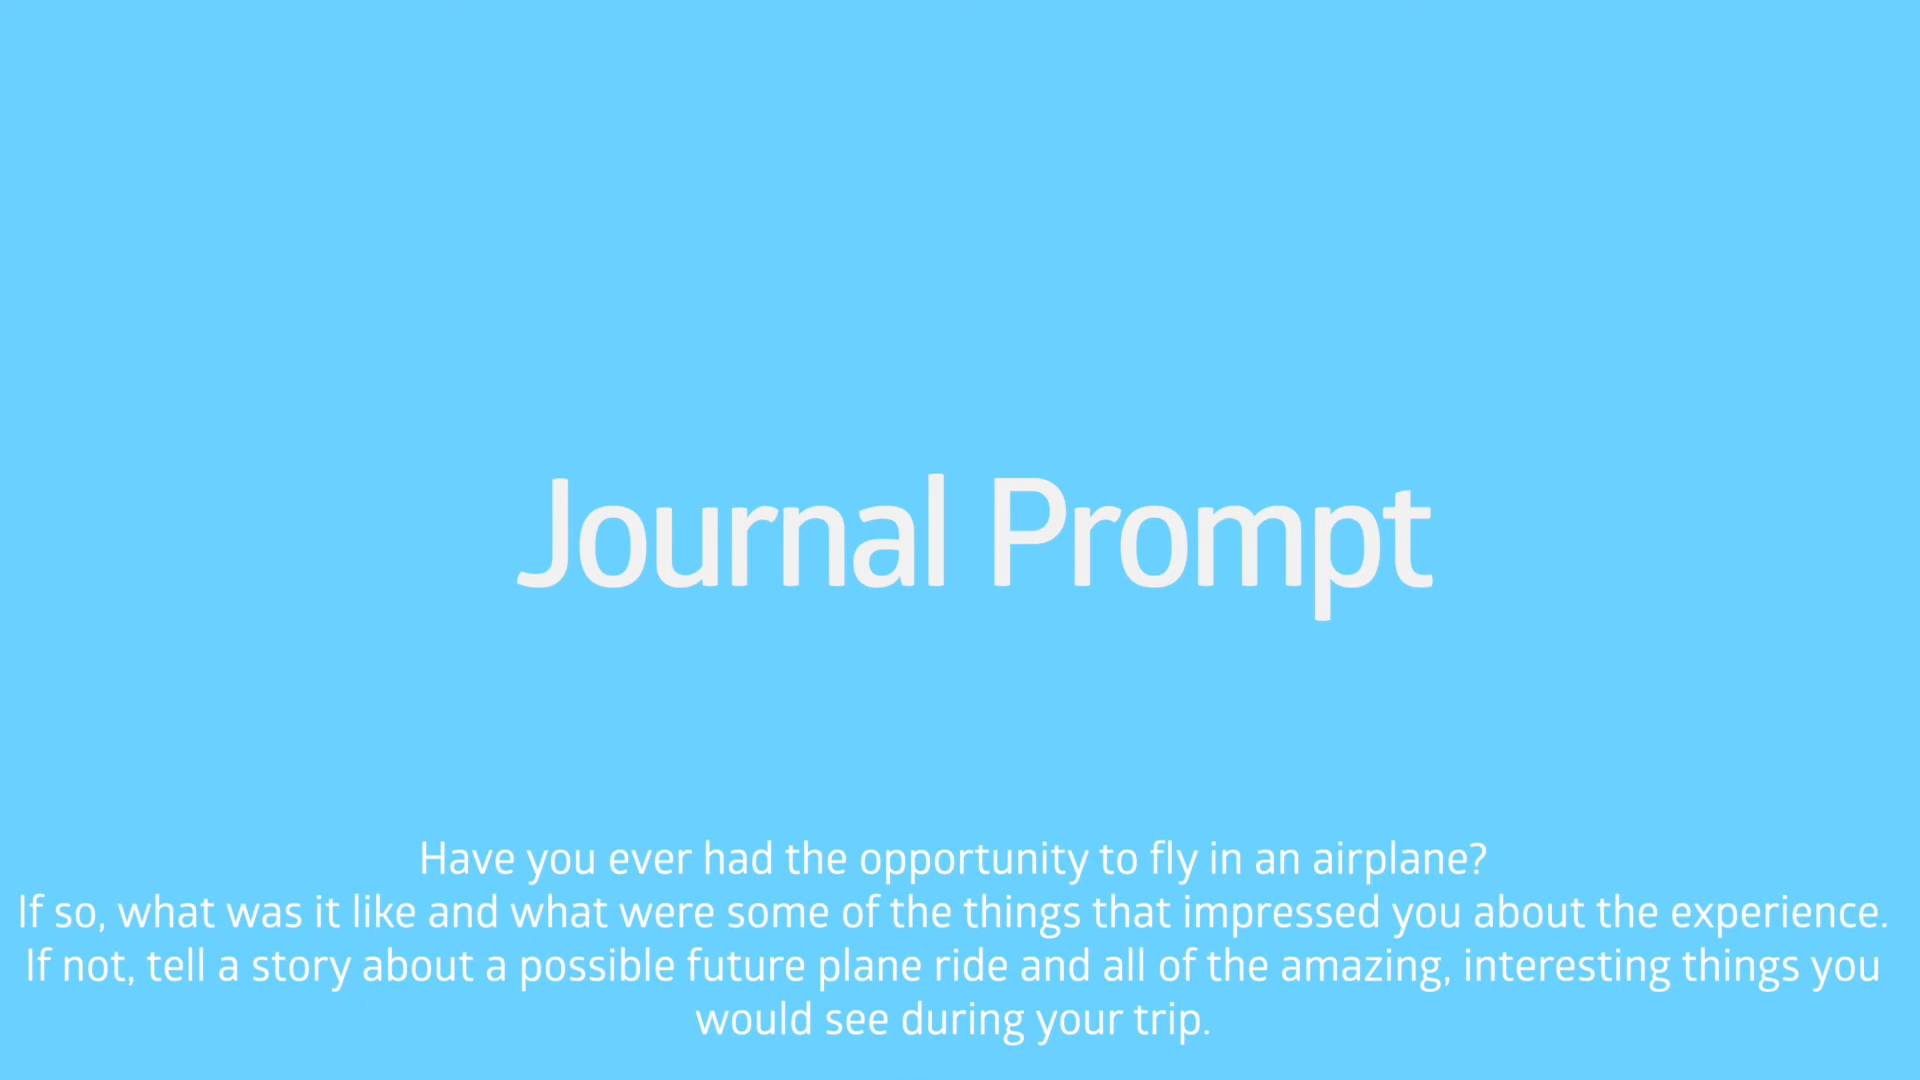 Journal Prompt
Have you ever had the opportunity to fly in an airplane?
If so, what was it like and what were some of the things that impressed you about the experience.
If not, tell a story about a possible future plane ride and all of the amazing, interesting things you
would see during your trip.